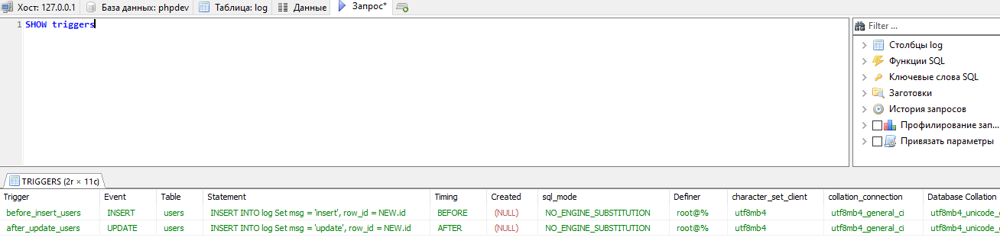 Хост: 127.0.0.1 База данных: phpdev Таблица: log Данные Запрос*
1 SHOW triggers
Filter ...
Столбцы log
Функции SQL
Ключевые слова SQL
Заготовки
История запросов
Профилирование зап...
Привязать параметры
TRIGGERS (2r × 11c)
Trigger Event Table Statement Timing Created sql_mode Definer character_set_client collation_connection Database Collation
before_insert_users INSERT users INSERT INTO log Set msg = 'insert', row_id = NEW.id BEFORE (NULL) NO_ENGINE_SUBSTITUTION root@% utf8mb4 utf8mb4_general_ci utf8mb4_unicode_
after_update_users UPDATE users INSERT INTO log Set msg = 'update', row_id = NEW.id AFTER (NULL) NO_ENGINE_SUBSTITUTION root@% utf8mb4 utf8mb4_general_ci utf8mb4_unicode_